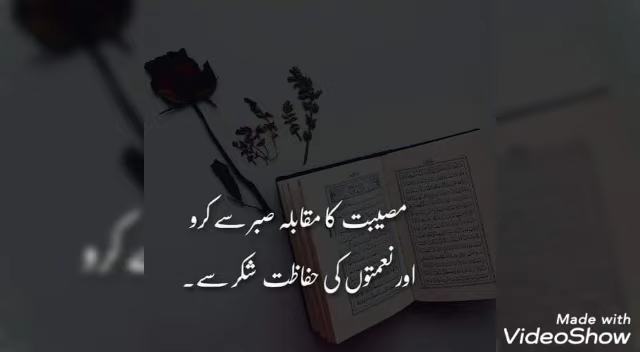 مصیبت کا مقابلہ صبر سے کرو
اور نعمتوں کی حفاظت شکر سے ۔
Made with
VideoShow